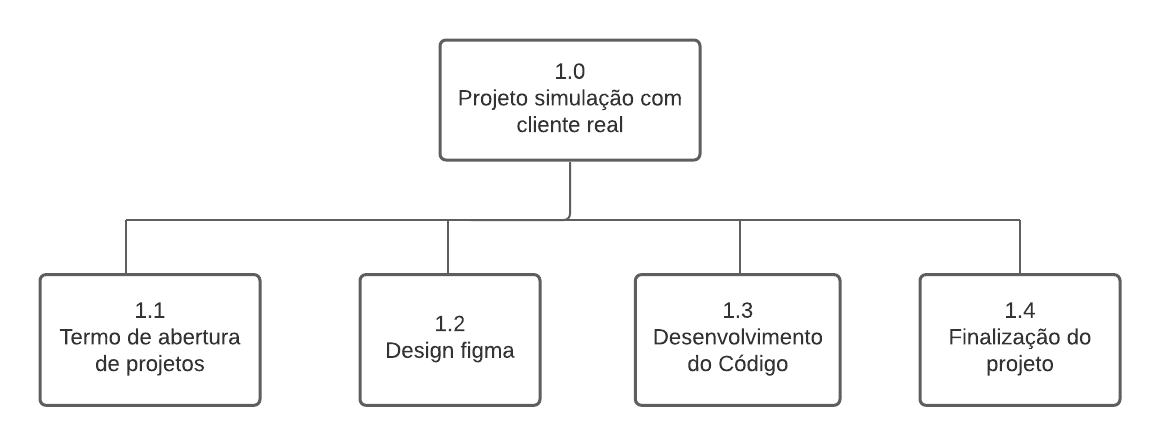 1.0
Projeto simulação com
cliente real
1.1
Termo de abertura
de projetos
1.2
Design figma
1.3
Desenvolvimento
do Código
1.4
Finalização do
projeto